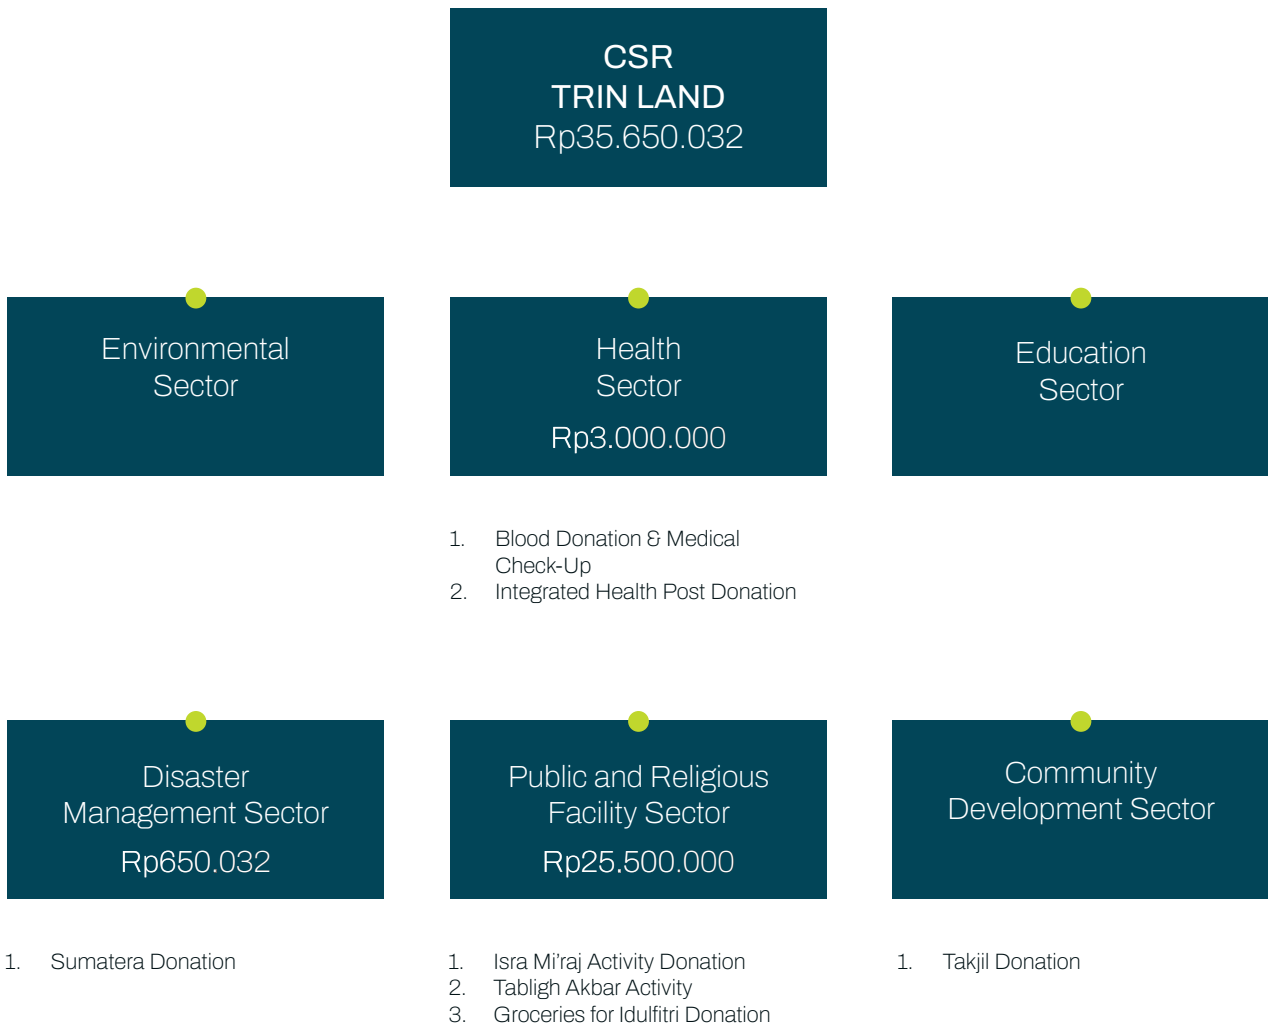 CSR
TRIN LAND
Rp35.650.032
Environmental
Sector
Health
Sector
Rp3.000.000
Education
Sector
1. Blood Donation & Medical
Check-Up
2. Integrated Health Post Donation
Disaster
Management Sector
Rp650.032
Public and Religious
Facility Sector
Rp25.500.000
Community
Development Sector
1. Sumatera Donation
1. Isra Mi’raj Activity Donation
2. Tabligh Akbar Activity
3. Groceries for Idulfitri Donation
1. Takjil Donation